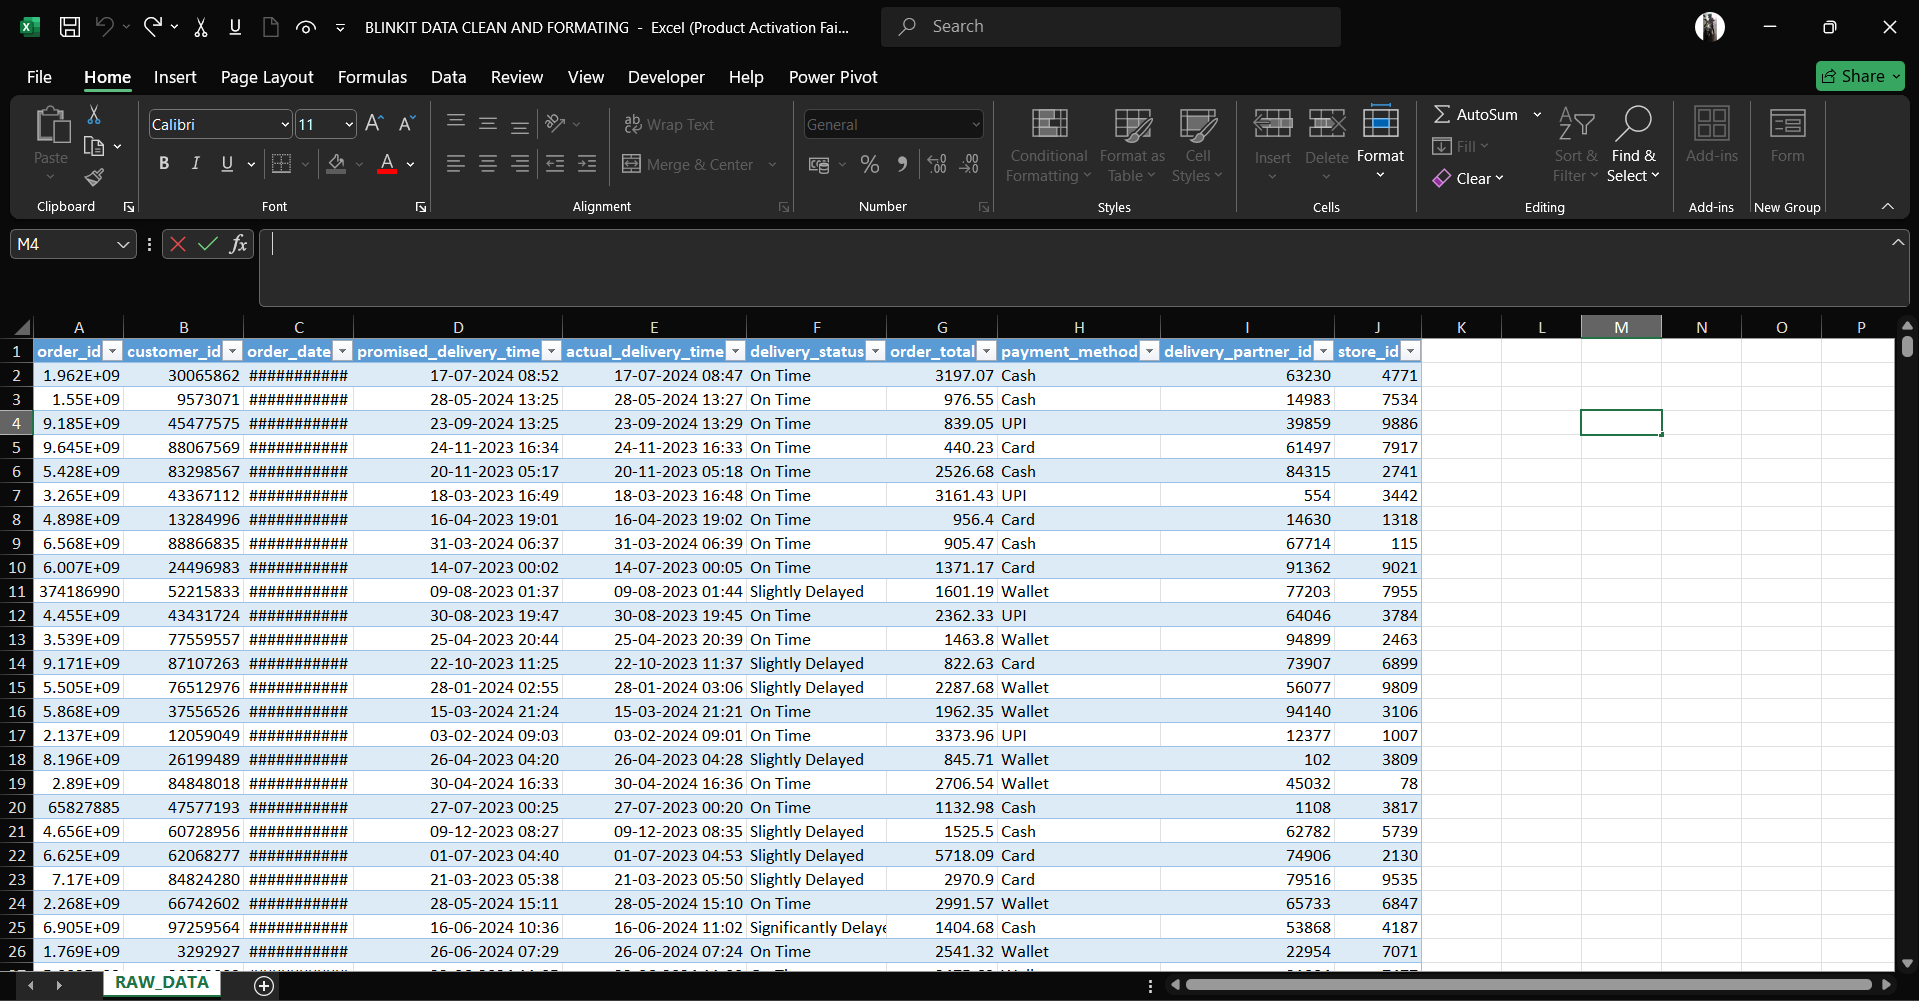 BLINKIT DATA CLEAN AND FORMATING - Excel (Product Activation Fai...
Search
File Home Insert Page Layout Formulas Data Review View Developer Help Power Pivot
Share
Paste
Clipboard
Calibri 11
B I U
Font
Wrap Text
Merge & Center
Alignment
General
Number
Conditional Formatting
Format as Table
Cell Styles
Styles
Insert Delete Format
Cells
AutoSum
Fill
Clear
Sort & Filter
Find & Select
Editing
Add-ins
Add-ins
Form
New Group
M4
fx
A B C D E F G H I J K L M N O P
1 order_id customer_id order_date promised_delivery_time actual_delivery_time delivery_status order_total payment_method delivery_partner_id store_id
2 1.962E+09 30065862 ########### 17-07-2024 08:52 17-07-2024 08:47 On Time 3197.07 Cash 63230 4771
3 1.55E+09 9573071 ########### 28-05-2024 13:25 28-05-2024 13:27 On Time 976.55 Cash 14983 7534
4 9.185E+09 45477575 ########### 23-09-2024 13:25 23-09-2024 13:29 On Time 839.05 UPI 39859 9886
5 9.645E+09 88067569 ########### 24-11-2023 16:34 24-11-2023 16:33 On Time 440.23 Card 61497 7917
6 5.428E+09 83298567 ########### 20-11-2023 05:17 20-11-2023 05:18 On Time 2526.68 Cash 84315 2741
7 3.265E+09 43367112 ########### 18-03-2023 16:49 18-03-2023 16:48 On Time 3161.43 UPI 554 3442
8 4.898E+09 13284996 ########### 16-04-2023 19:01 16-04-2023 19:02 On Time 956.4 Card 14630 1318
9 6.568E+09 88866835 ########### 31-03-2023 06:37 31-03-2023 06:39 On Time 905.47 Cash 67714 115
10 6.007E+09 24496983 ########### 14-07-2023 00:02 14-07-2023 00:05 On Time 1371.17 Card 91362 9021
11 374186990 52215833 ########### 09-08-2023 01:37 09-08-2023 01:44 Slightly Delayed 1601.19 Wallet 77203 7955
12 4.455E+09 43431724 ########### 30-08-2023 19:47 30-08-2023 19:45 On Time 2362.33 UPI 64046 3784
13 3.539E+09 77559557 ########### 25-04-2023 20:44 25-04-2023 20:39 On Time 1463.8 Wallet 94899 2463
14 9.171E+09 87107263 ########### 22-10-2023 11:25 22-10-2023 11:37 Slightly Delayed 822.63 Card 73907 6899
15 5.505E+09 76512976 ########### 28-01-2024 02:55 28-01-2024 03:06 Slightly Delayed 2287.68 Wallet 56077 9809
16 5.868E+09 37556526 ########### 15-03-2024 21:24 15-03-2024 21:21 On Time 1962.35 Wallet 94140 3106
17 2.137E+09 12059049 ########### 03-02-2024 09:03 03-02-2024 09:01 On Time 3373.96 UPI 12377 1007
18 8.196E+09 26199489 ########### 26-04-2023 04:20 26-04-2023 04:28 Slightly Delayed 845.71 Wallet 102 3809
19 2.89E+09 84848018 ########### 30-04-2024 16:33 30-04-2024 16:36 On Time 2706.54 Wallet 45032 78
20 65827885 47577193 ########### 27-07-2023 00:25 27-07-2023 00:20 On Time 1132.98 Cash 1108 3817
21 4.656E+09 60728956 ########### 09-12-2023 08:27 09-12-2023 08:35 Slightly Delayed 1525.5 Cash 62782 5739
22 6.625E+09 62068277 ########### 01-07-2023 04:40 01-07-2023 04:53 Slightly Delayed 5718.09 Card 74906 2130
23 7.17E+09 84824280 ########### 21-03-2023 05:38 21-03-2023 05:50 Slightly Delayed 2970.9 Card 79516 9535
24 2.268E+09 66742602 ########### 28-05-2024 15:11 28-05-2024 15:10 On Time 2991.57 Wallet 65733 6847
25 6.905E+09 97259564 ########### 16-06-2024 10:36 16-06-2024 11:02 Significantly Delaye 1404.68 Cash 53868 4187
26 1.769E+09 3292927 ########### 26-06-2024 07:29 26-06-2024 07:24 On Time 2541.32 Wallet 22954 7071
RAW_DATA